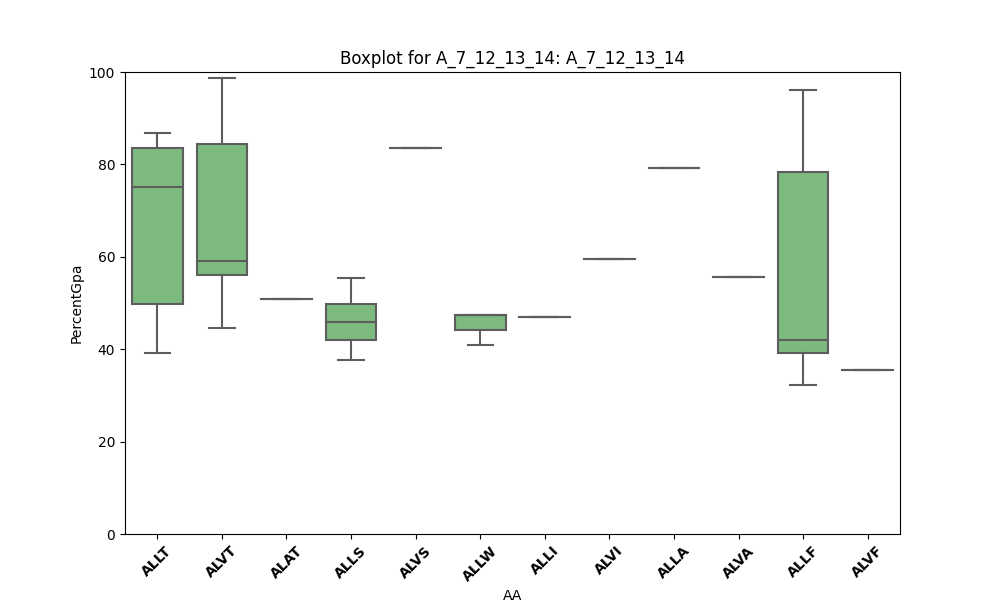 Boxplot for A_7_12_13_14: A_7_12_13_14
100
80
60
40
20
0
PercentGpa
ALLT ALVT ALAT ALLS ALVS ALLW ALLI ALVI ALLA ALVA ALLF ALVF
AA